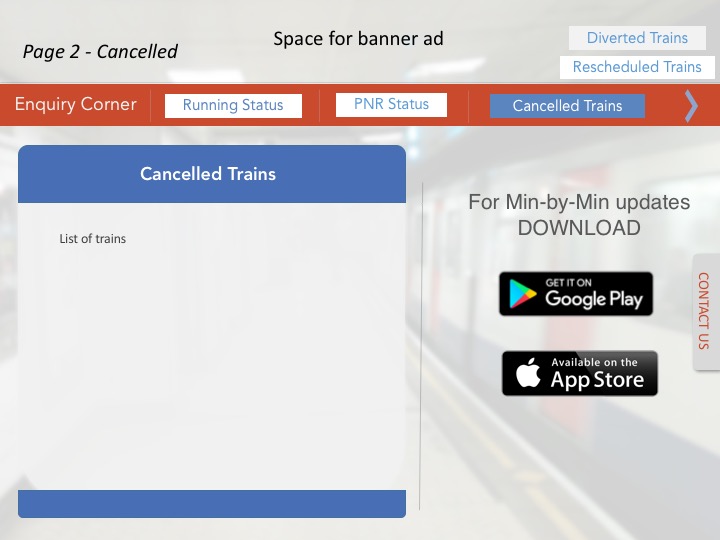 Space for banner ad
Page 2 - Cancelled
Diverted Trains
Rescheduled Trains
Enquiry Corner
Running Status
PNR Status
Cancelled Trains
Cancelled Trains
List of trains
For Min-by-Min updates
DOWNLOAD
GET IT ON
Google Play
Available on the
App Store
CONTACT US